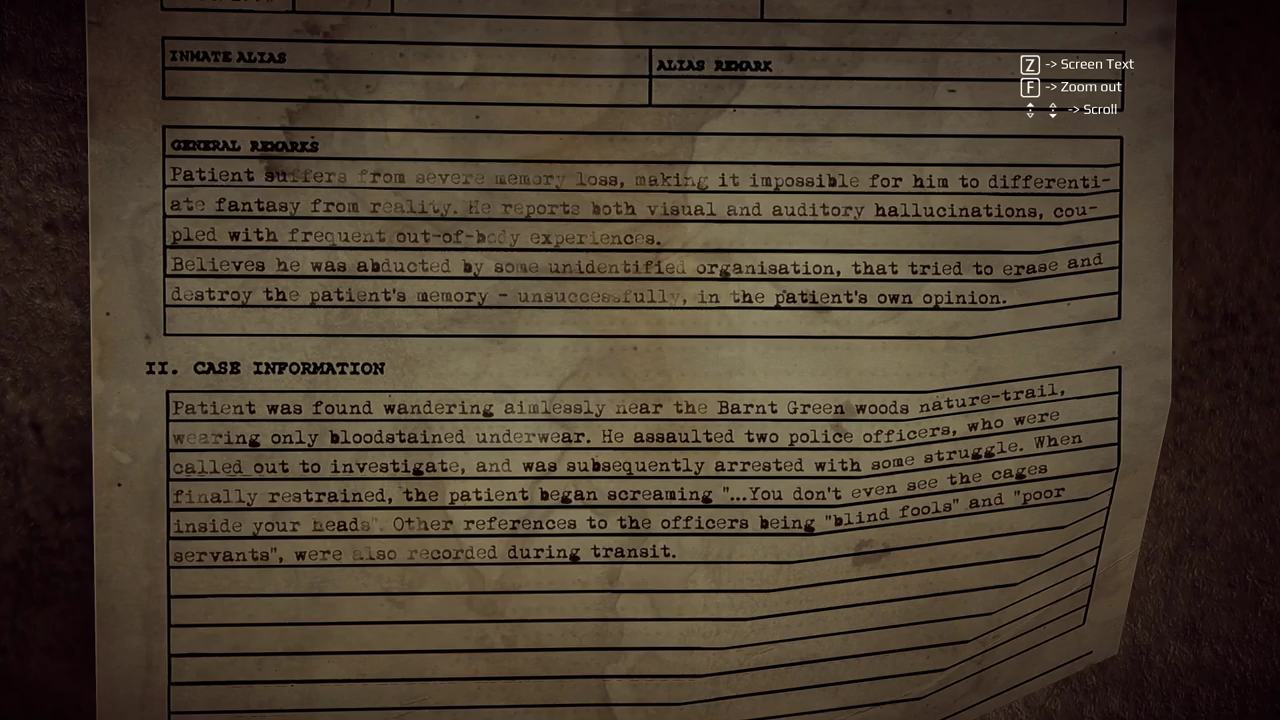 INMATE ALIAS
ALIAS REMARK
Z -> Screen Text
F -> Zoom out
-> Scroll
GENERAL REMARKS
Patient suffers from severe memory loss, making it impossible for him to differenti-
ate fantasy from reality. He reports both visual and auditory hallucinations, cou-
pled with frequent out-of-body experiences.
Believes he was abducted by some unidentified organisation, that tried to erase and
destroy the patient's memory - unsuccessfully, in the patient's own opinion.
II. CASE INFORMATION
Patient was found wandering aimlessly near the Barnt Green woods nature-trail,
wearing only bloodstained underwear. He assaulted two police officers, who were
called out to investigate, and was subsequently arrested with some struggle. When
finally restrained, the patient began screaming "...You don't even see the cages
inside your heads". Other references to the officers being "blind fools" and "poor
servants", were also recorded during transit.